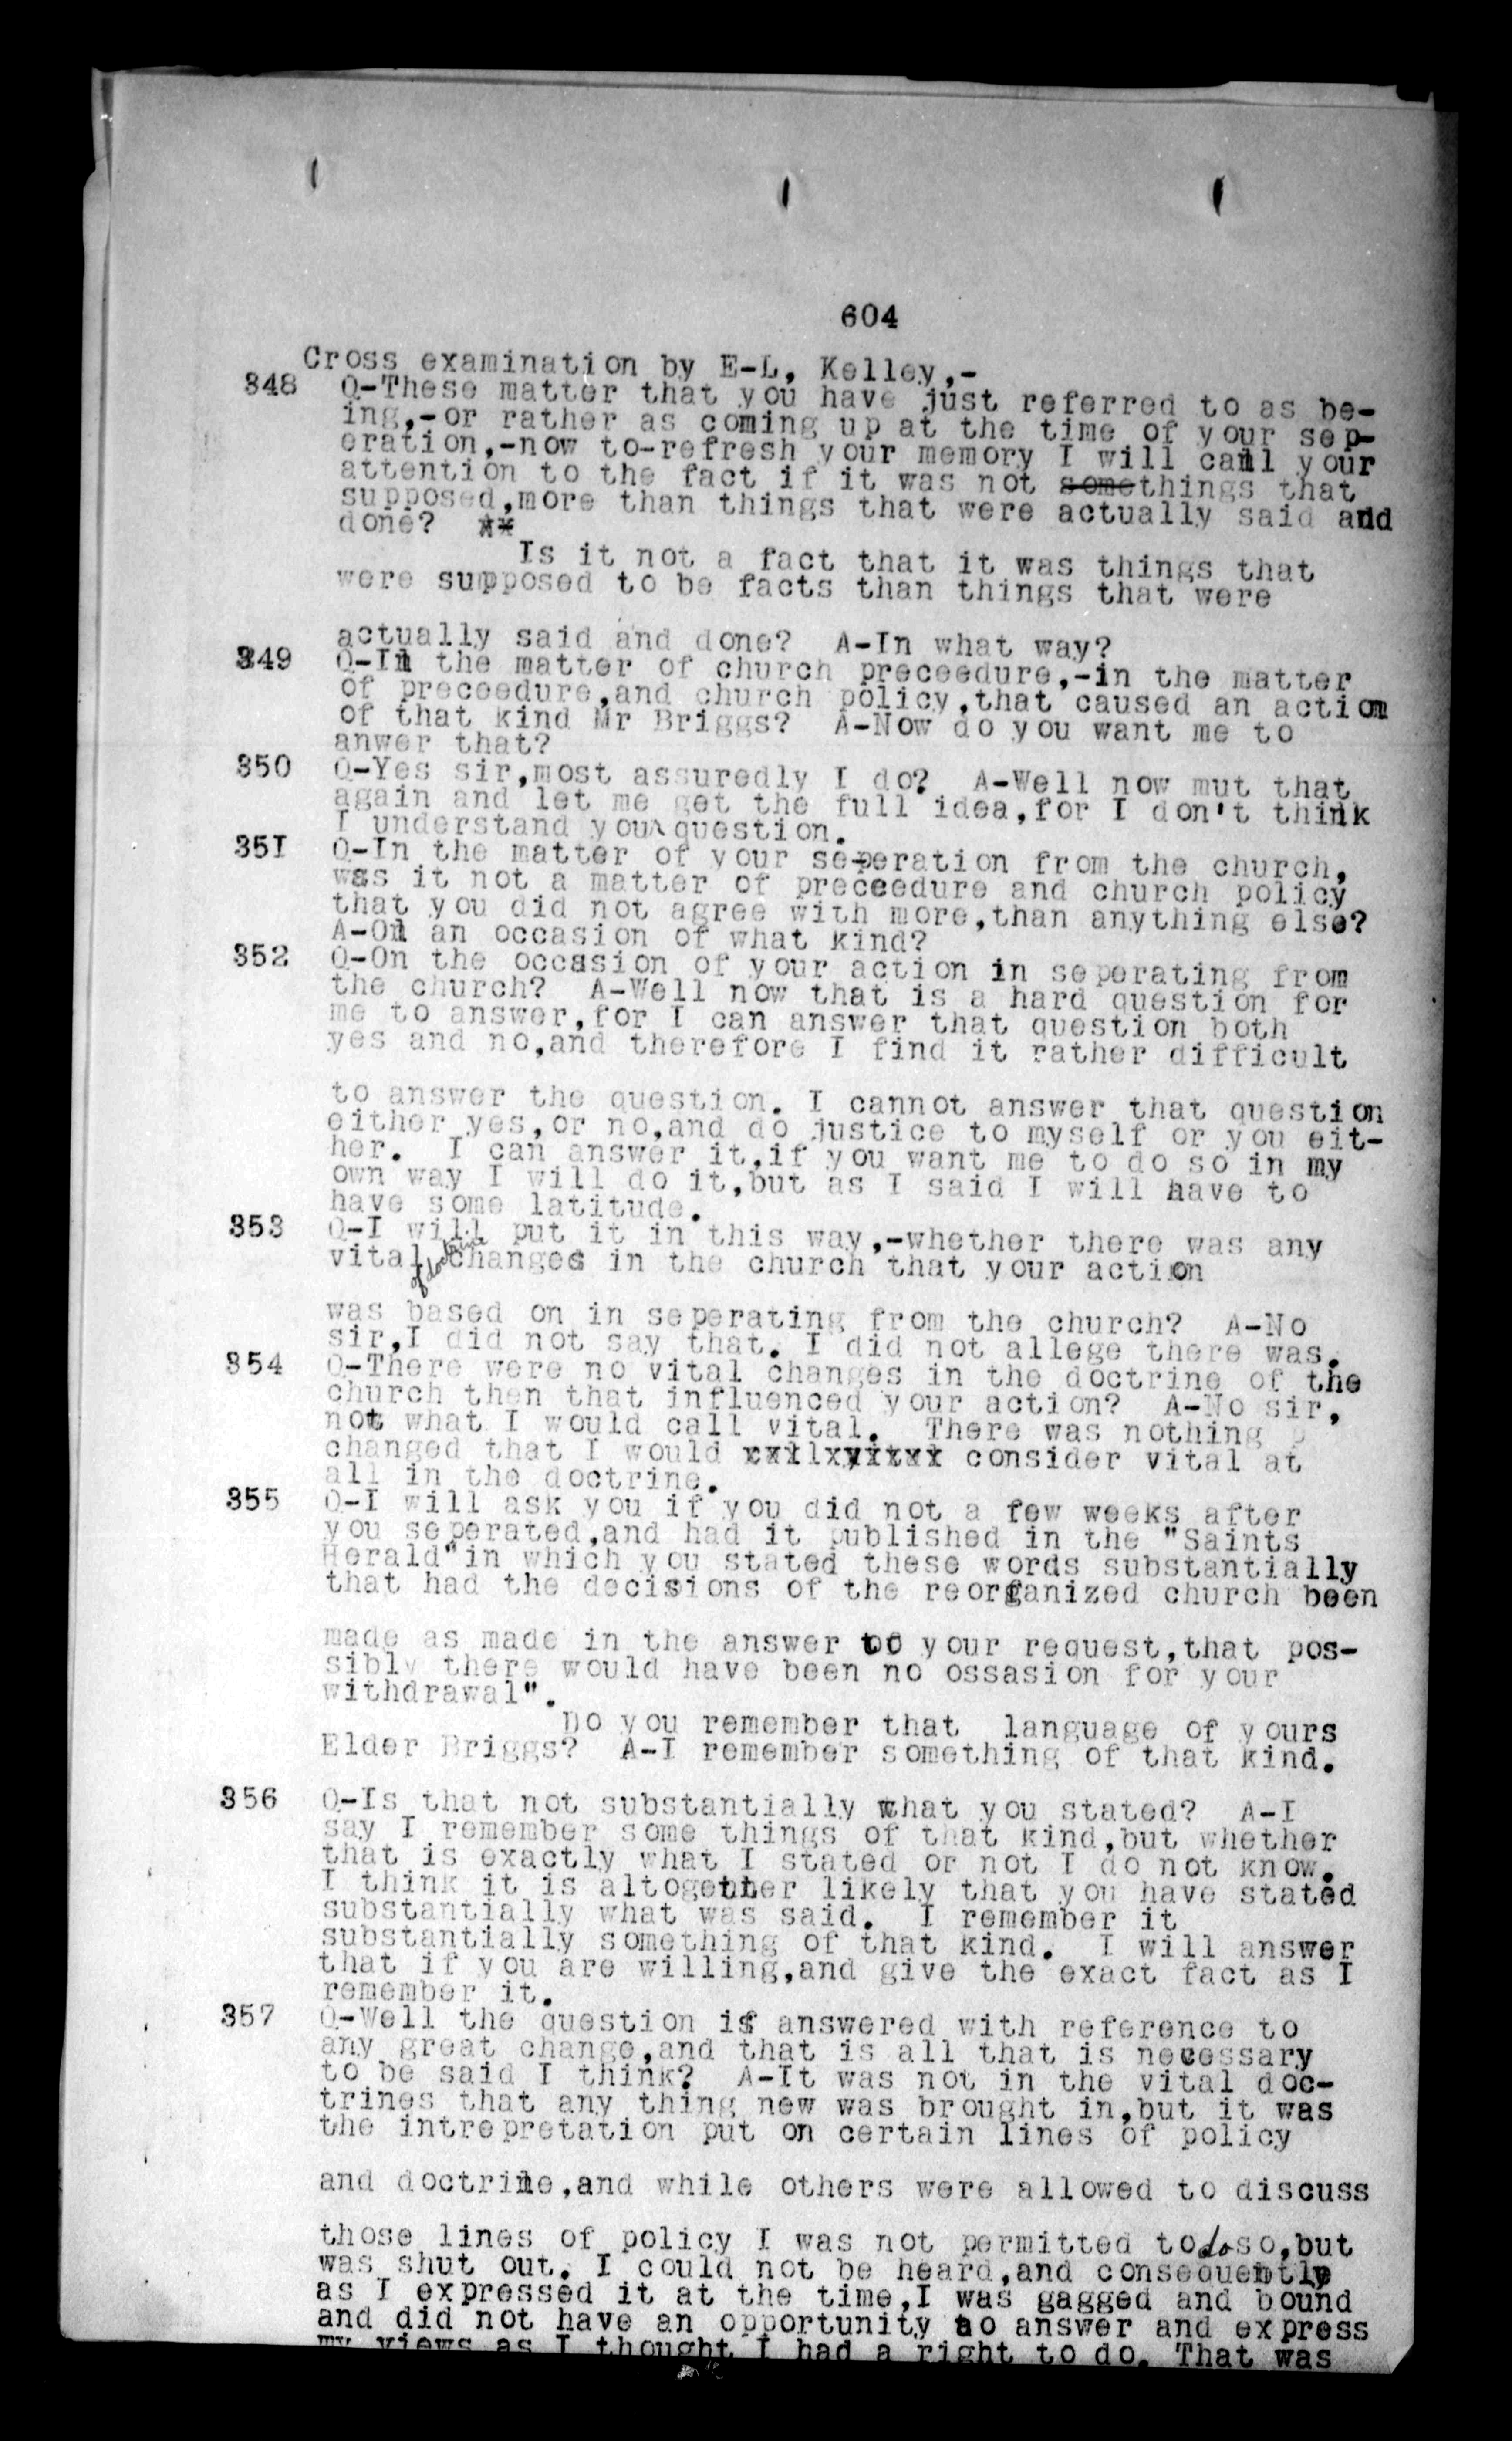 604
Cross examination by E-L, Kelley,-
348 Q-These matter that you have just referred to as be-
ing,-or rather as coming up at the time of your sep-
eration,-now to-refresh your memory I will call your
attention to the fact if it was not somethings that
supposed,more than things that were actually said and
done? **
Is it not a fact that it was things that
were supposed to be facts than things that were
actually said and done? A-In what way?
349 Q-In the matter of church preceedure,-in the matter
of preceedure,and church policy,that caused an action
of that kind Mr Briggs? A-Now do you want me to
anwer that?
350 Q-Yes sir,most assuredly I do? A-Well now mut that
again and let me get the full idea,for I don't think
I understand your question.
351 Q-In the matter of your seperation from the church,
was it not a matter of preceedure and church policy
that you did not agree with more,than anything else?
A-On an occasion of what kind?
352 Q-On the occasion of your action in seperating from
the church? A-Well now that is a hard question for
me to answer,for I can answer that question both
yes and no,and therefore I find it rather difficult
to answer the question. I cannot answer that question
either yes,or no,and do justice to myself or you eit-
her. I can answer it,if you want me to do so in my
own way I will do it,but as I said I will have to
have some latitude.
353 Q-I will put it in this way,-whether there was any
vital of doctrine changes in the church that your action
was based on in seperating from the church? A-No
sir,I did not say that. I did not allege there was.
354 Q-There were no vital changes in the doctrine of the
church then that influenced your action? A-No sir,
not what I would call vital. There was nothing
changed that I would consider vital at
all in the doctrine.
355 Q-I will ask you if you did not a few weeks after
you seperated,and had it published in the "Saints
Herald"in which you stated these words substantially
that had the decisions of the reorganized church been
made as made in the answer to your request,that pos-
sibly there would have been no ossasion for your
withdrawal".
Do you remember that language of yours
Elder Briggs? A-I remember something of that kind.
356 Q-Is that not substantially what you stated? A-I
say I remember some things of that kind,but whether
that is exactly what I stated or not I do not know.
I think it is altogether likely that you have stated
substantially what was said. I remember it
substantially something of that kind. I will answer
that if you are willing,and give the exact fact as I
remember it.
357 Q-Well the question is answered with reference to
any great change,and that is all that is necessary
to be said I think? A-It was not in the vital doc-
trines that any thing new was brought in,but it was
the intrepretation put on certain lines of policy
and doctrine,and while others were allowed to discuss
those lines of policy I was not permitted to do so,but
was shut out. I could not be heard,and consequently
as I expressed it at the time,I was gagged and bound
and did not have an opportunity to answer and express
my views as I thought I had a right to do. That was